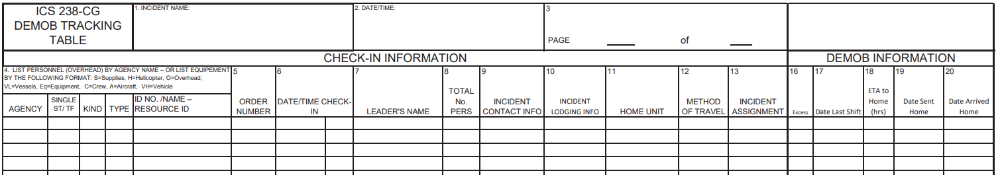 ICS 238-CG
DEMOB TRACKING
TABLE
1. INCIDENT NAME:
2. DATE/TIME:
3
PAGE ____ of ____
CHECK-IN INFORMATION
DEMOB INFORMATION
4. LIST PERSONNEL (OVERHEAD) BY AGENCY NAME – OR LIST EQUIPEMENT
BY THE FOLLOWING FORMAT: S=Supplies, H=Helicopter, O=Overhead,
VL=Vessels, Eq=Equipment, C=Crew, A=Aircraft, VH=Vehicle
AGENCY
SINGLE
ST/ TF
KIND
TYPE
ID NO. /NAME –
RESOURCE ID
5
ORDER
NUMBER
6
DATE/TIME CHECK-
IN
7
LEADER'S NAME
8
TOTAL
No.
PERS
9
INCIDENT
CONTACT INFO
10
INCIDENT
LODGING INFO
11
HOME UNIT
12
METHOD
OF TRAVEL
13
INCIDENT
ASSIGNMENT
16
Excess
17
Date Last Shift
18
ETA to
Home
(hrs)
19
Date Sent
Home
20
Date Arrived
Home